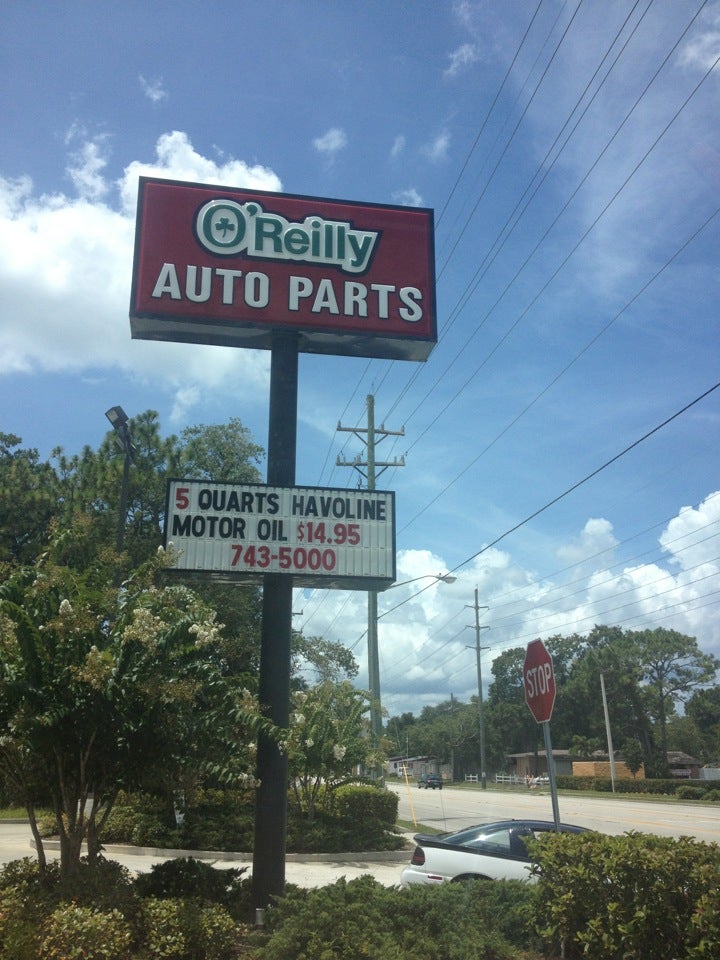 O'Reilly
AUTO PARTS
5 QUARTS HAVOLINE
MOTOR OIL $14.95
743-5000
STOP